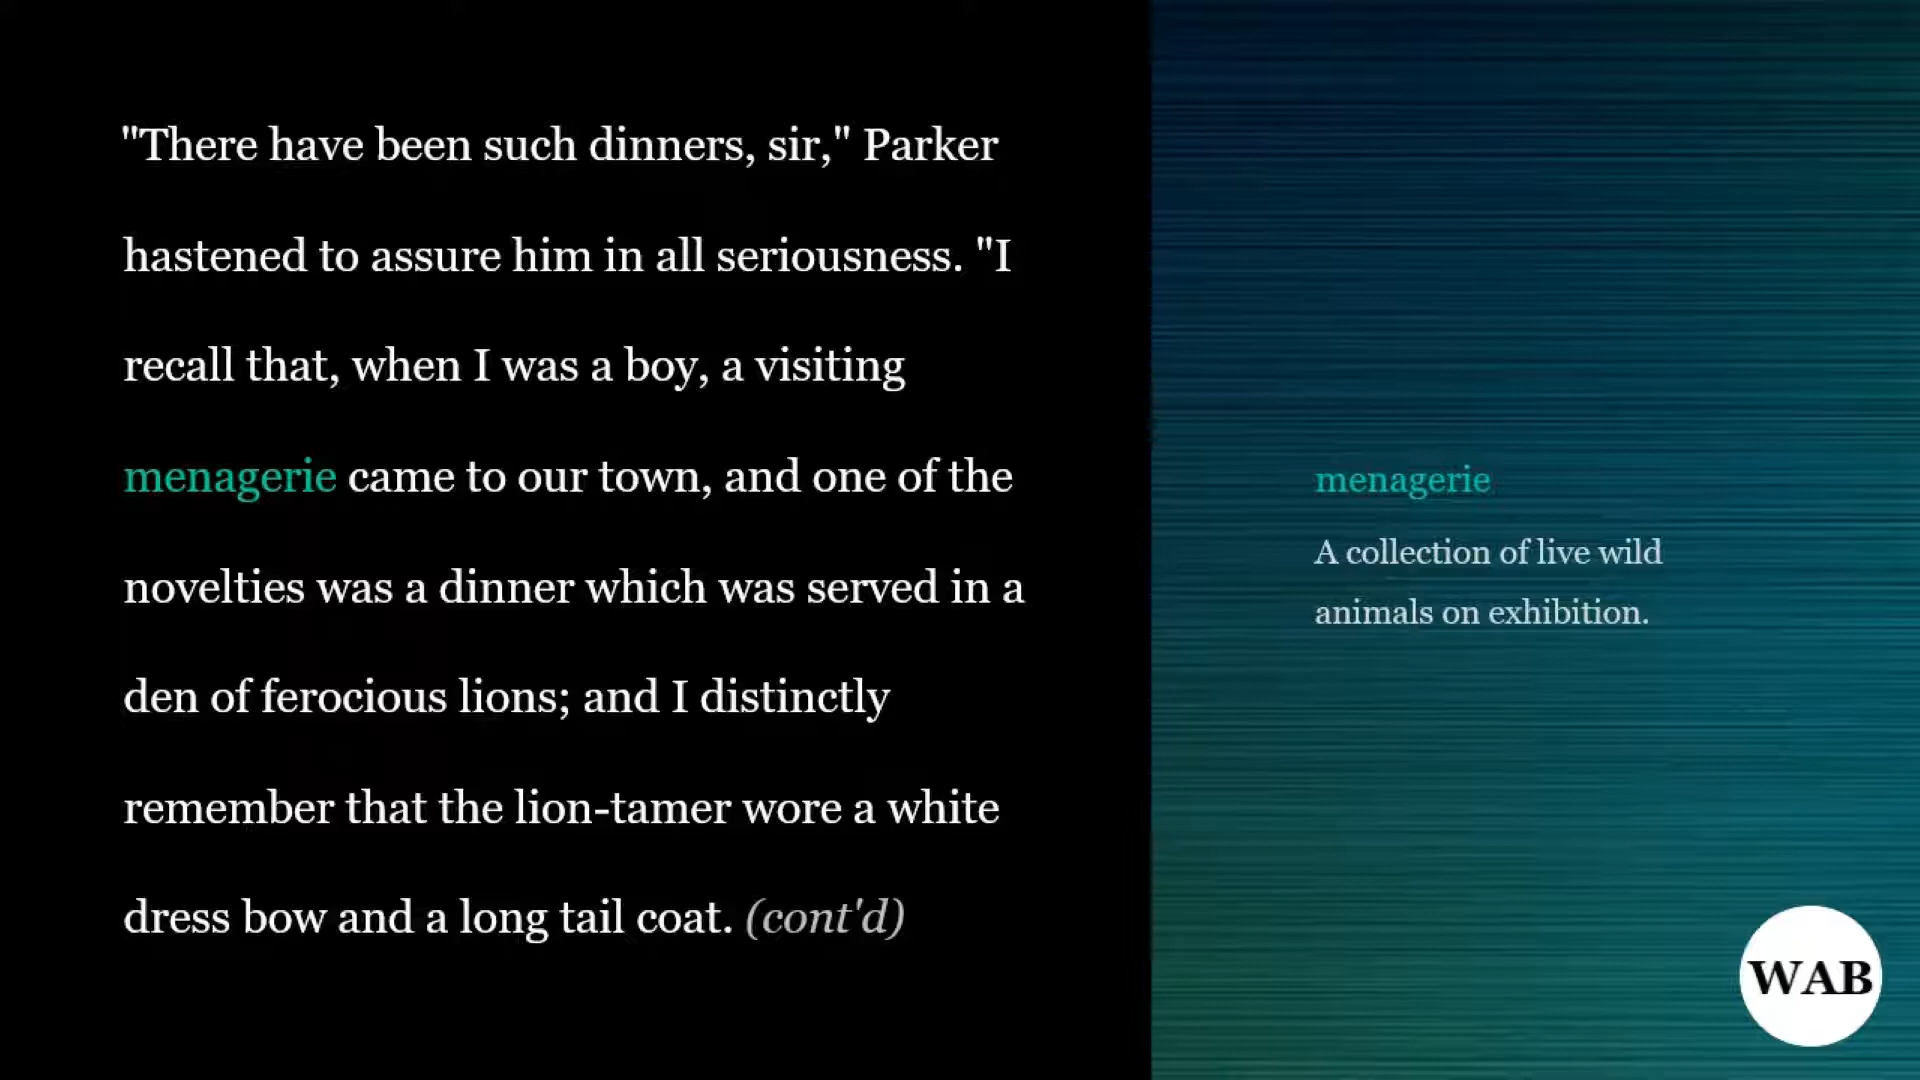 "There have been such dinners, sir," Parker
hastened to assure him in all seriousness. "I
recall that, when I was a boy, a visiting
menagerie came to our town, and one of the
novelties was a dinner which was served in a
den of ferocious lions; and I distinctly
remember that the lion-tamer wore a white
dress bow and a long tail coat. (cont'd)
menagerie
A collection of live wild
animals on exhibition.
WAB